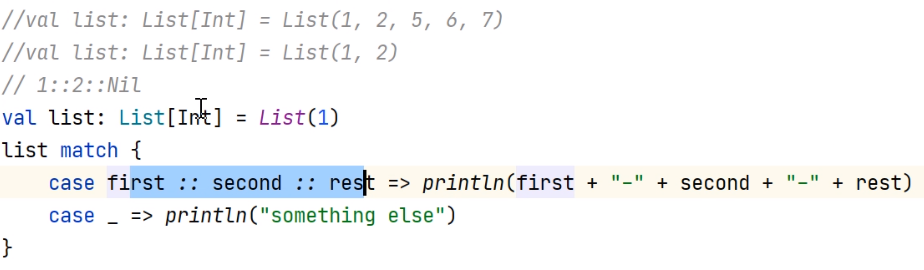 //val list: List[Int] = List(1, 2, 5, 6, 7)
//val list: List[Int] = List(1, 2)
// 1::2::Nil
val list: List[Int] = List(1)
list match {
    case first :: second :: rest => println(first + "-" + second + "-" + rest)
    case _ => println("something else")
}